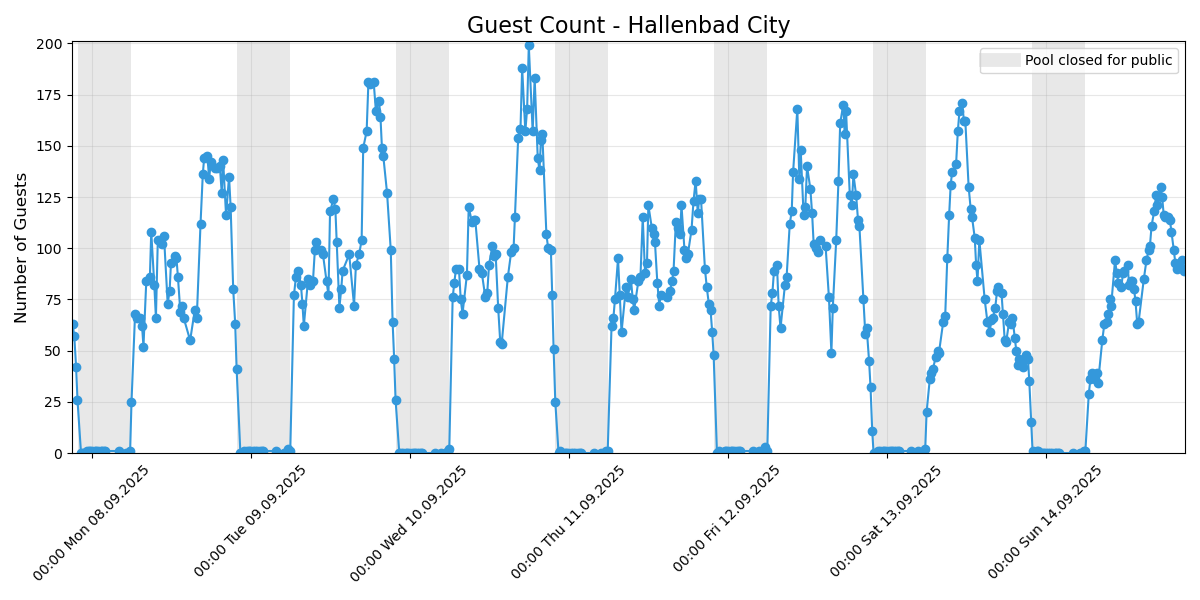 Guest Count - Hallenbad City
Pool closed for public
Number of Guests
200
175
150
125
100
75
50
25
0
00:00 Mon 08.09.2025
00:00 Tue 09.09.2025
00:00 Wed 10.09.2025
00:00 Thu 11.09.2025
00:00 Fri 12.09.2025
00:00 Sat 13.09.2025
00:00 Sun 14.09.2025